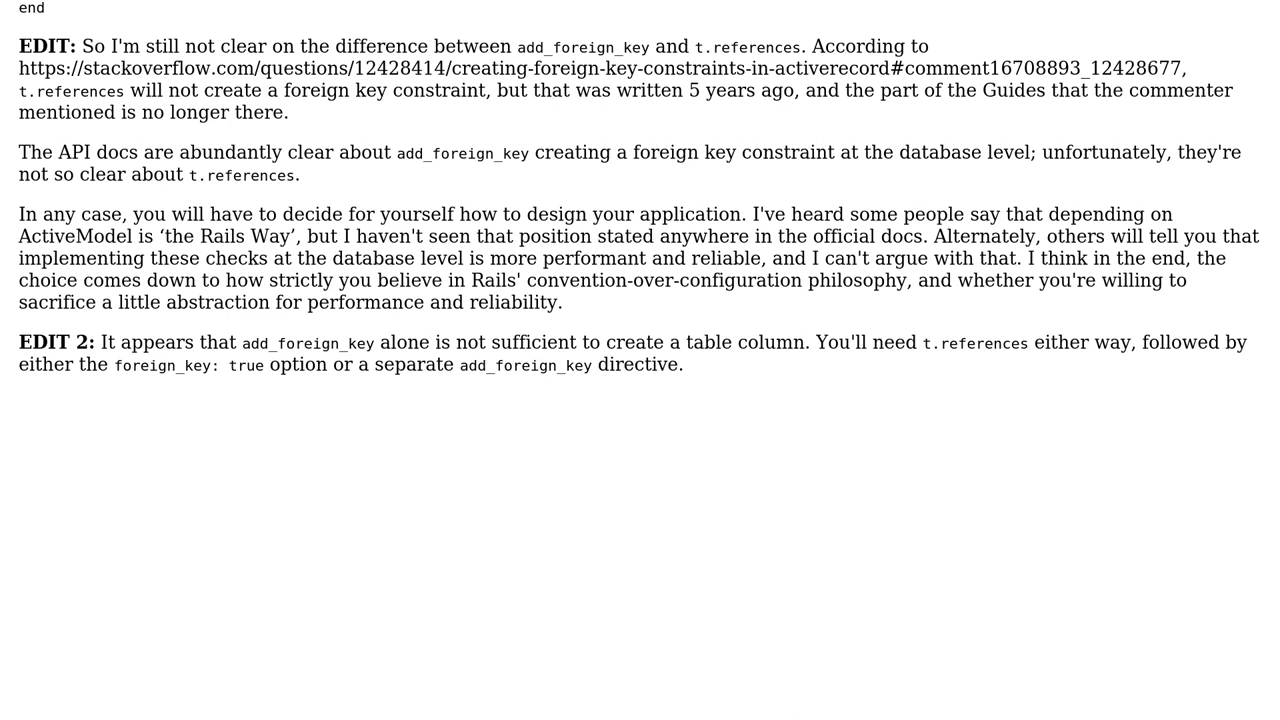 end
EDIT: So I'm still not clear on the difference between add_foreign_key and t.references. According to
https://stackoverflow.com/questions/12428414/creating-foreign-key-constraints-in-activerecord#comment16708893_12428677,
t.references will not create a foreign key constraint, but that was written 5 years ago, and the part of the Guides that the commenter
mentioned is no longer there.
The API docs are abundantly clear about add_foreign_key creating a foreign key constraint at the database level; unfortunately, they're
not so clear about t.references.
In any case, you will have to decide for yourself how to design your application. I've heard some people say that depending on
ActiveModel is ‘the Rails Way’, but I haven't seen that position stated anywhere in the official docs. Alternately, others will tell you that
implementing these checks at the database level is more performant and reliable, and I can't argue with that. I think in the end, the
choice comes down to how strictly you believe in Rails' convention-over-configuration philosophy, and whether you're willing to
sacrifice a little abstraction for performance and reliability.
EDIT 2: It appears that add_foreign_key alone is not sufficient to create a table column. You'll need t.references either way, followed by
either the foreign_key: true option or a separate add_foreign_key directive.